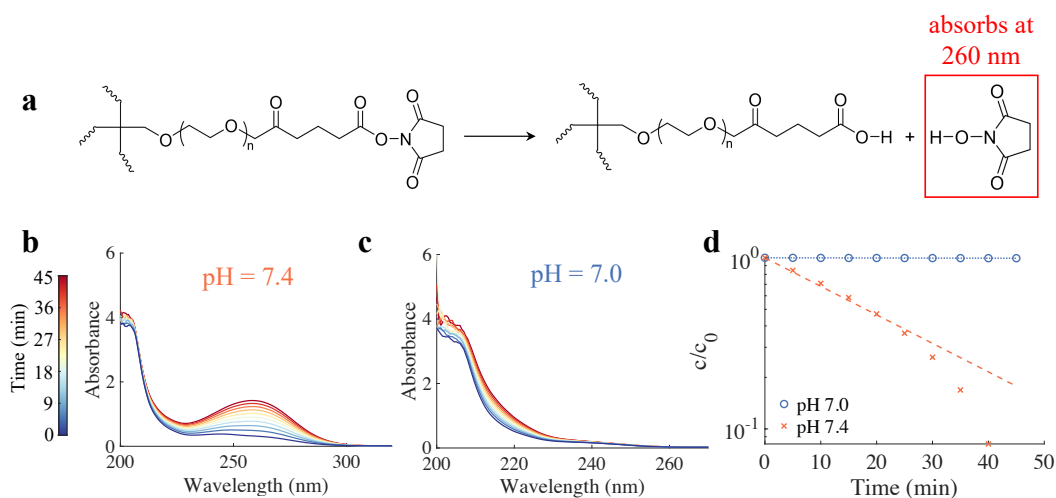 absorbs at
260 nm
a
O
O
O
O
n
O
O
N
O
O
O
O
O
n
O
O-H
+
H
O
N
O
O
b
Time (min)
45
36
27
18
9
0
Absorbance
6
4
2
0
pH = 7.4
200
250
300
Wavelength (nm)
c
Absorbance
6
4
2
0
pH = 7.0
200
220
240
260
Wavelength (nm)
d
c/c0
10^0
10^-1
pH 7.0
pH 7.4
0
10
20
30
40
50
Time (min)